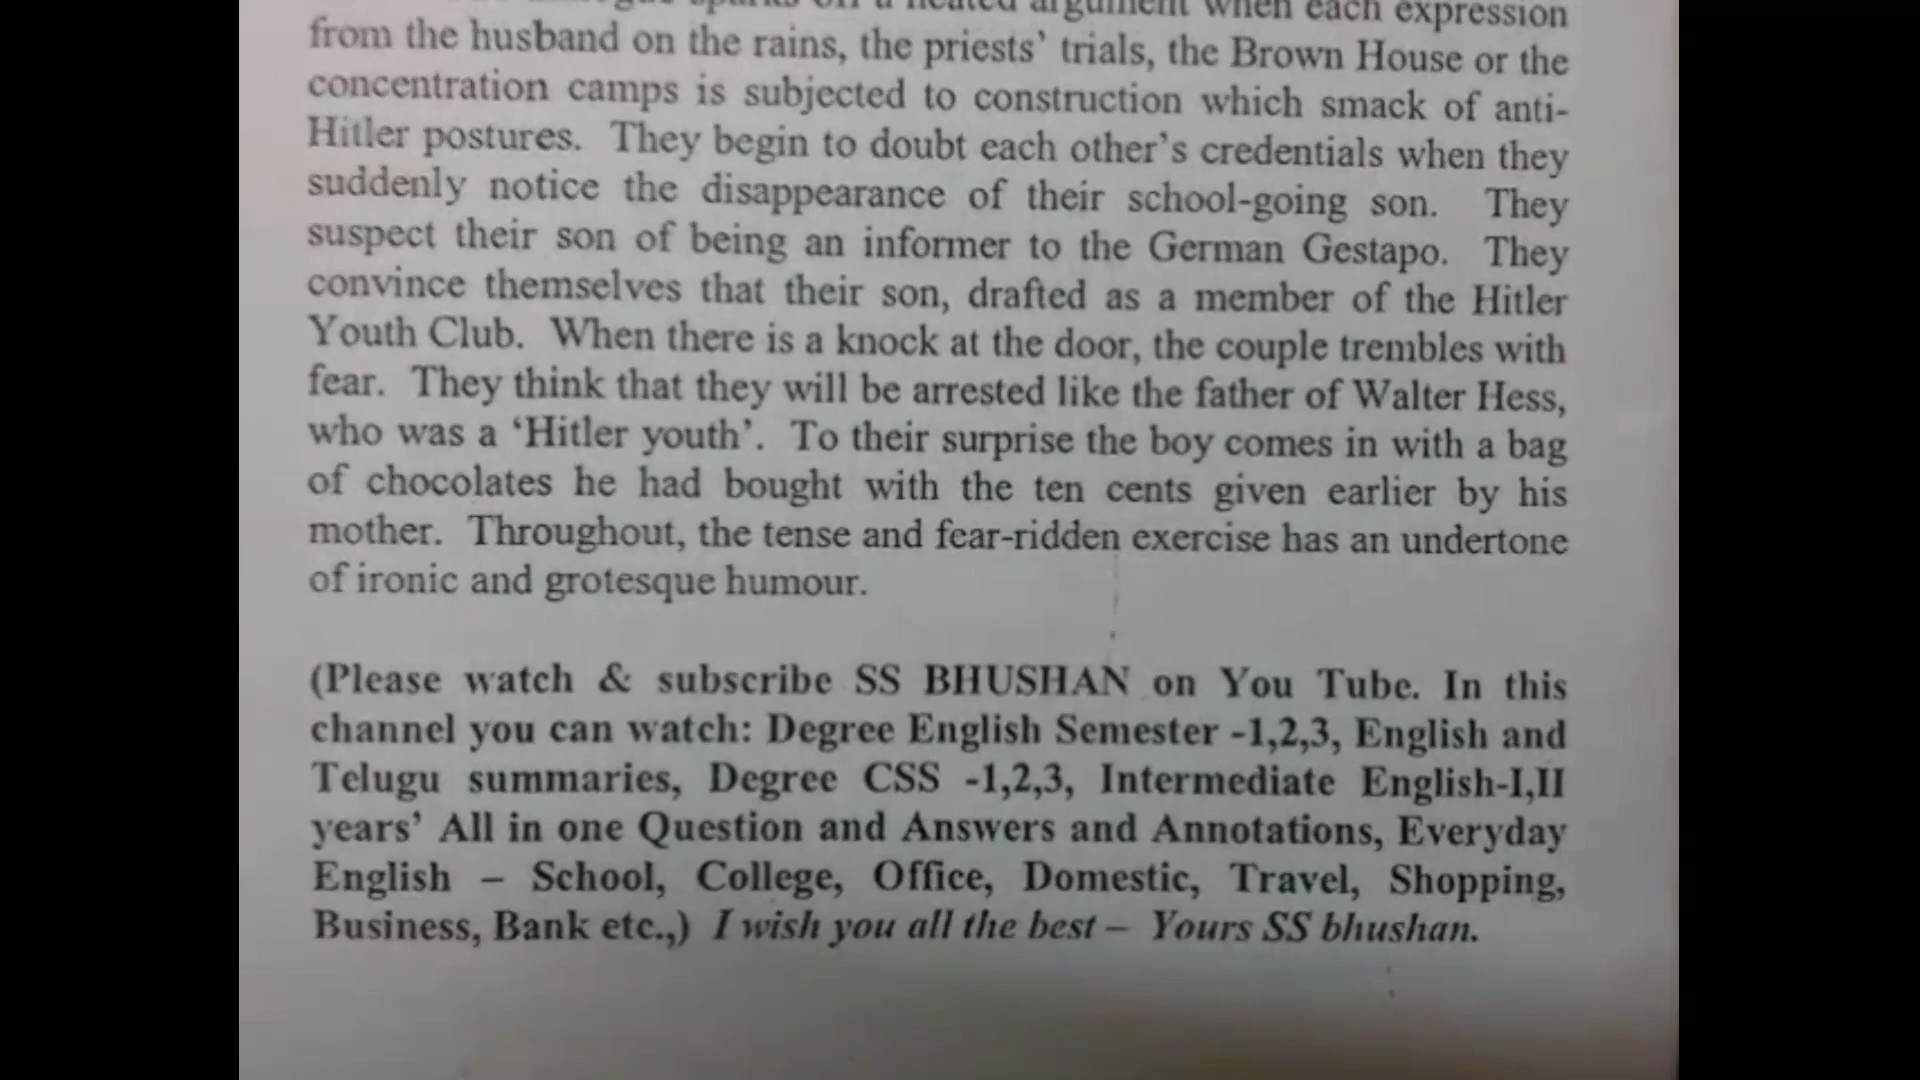 argument when each expression
from the husband on the rains, the priests' trials, the Brown House or the
concentration camps is subjected to construction which smack of anti-
Hitler postures. They begin to doubt each other's credentials when they
suddenly notice the disappearance of their school-going son. They
suspect their son of being an informer to the German Gestapo. They
convince themselves that their son, drafted as a member of the Hitler
Youth Club. When there is a knock at the door, the couple trembles with
fear. They think that they will be arrested like the father of Walter Hess,
who was a ‘Hitler youth’. To their surprise the boy comes in with a bag
of chocolates he had bought with the ten cents given earlier by his
mother. Throughout, the tense and fear-ridden exercise has an undertone
of ironic and grotesque humour.
(Please watch & subscribe SS BHUSHAN on You Tube. In this
channel you can watch: Degree English Semester -1,2,3, English and
Telugu summaries, Degree CSS -1,2,3, Intermediate English-I,II
years’ All in one Question and Answers and Annotations, Everyday
English – School, College, Office, Domestic, Travel, Shopping,
Business, Bank etc.,) I wish you all the best – Yours SS bhushan.